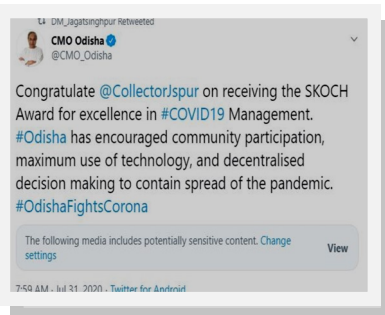 DM_Jagatsinghpur Retweeted
CMO Odisha
@CMO_Odisha
Congratulate @CollectorJspur on receiving the SKOCH
Award for excellence in #COVID19 Management.
#Odisha has encouraged community participation,
maximum use of technology, and decentralised
decision making to contain spread of the pandemic.
#OdishaFightsCorona
The following media includes potentially sensitive content. Change
settings
View
7:59 AM · Jul 31, 2020 · Twitter for Android